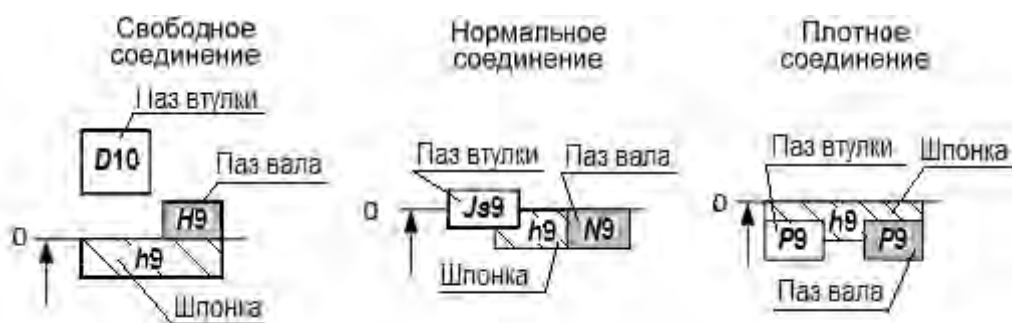 Свободное
соединение
Паз втулки
D10
Паз вала
H9
0
h9
Шпонка
Нормальное
соединение
Паз втулки
Паз вала
0
Js9
h9
N9
Шпонка
Плотное
соединение
Паз втулки
Шпонка
0
h9
P9
P9
Паз вала